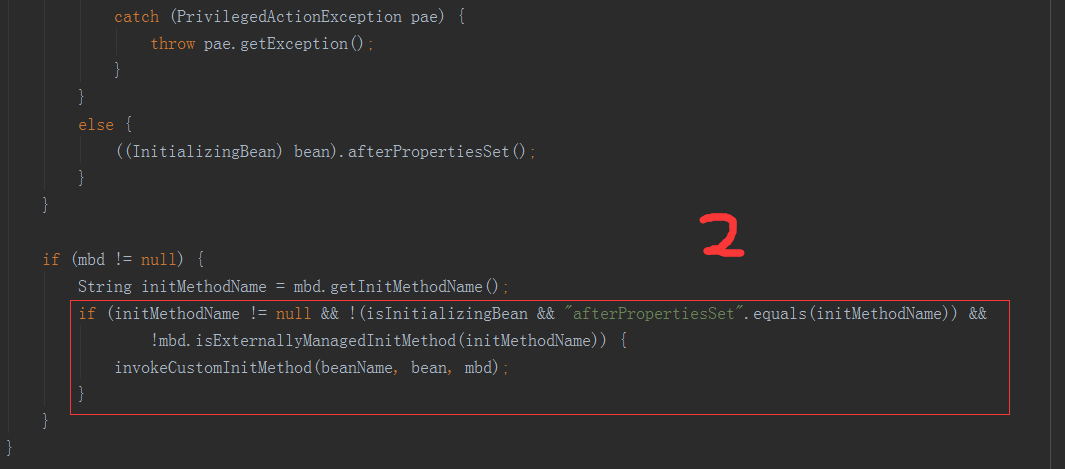 catch (PrivilegedActionException pae) {
throw pae.getException();
}
}
else {
((InitializingBean) bean).afterPropertiesSet();
}
}
2
if (mbd != null) {
String initMethodName = mbd.getInitMethodName();
if (initMethodName != null && !(isInitializingBean && "afterPropertiesSet".equals(initMethodName)) &&
!mbd.isExternallyManagedInitMethod(initMethodName)) {
invokeCustomInitMethod(beanName, bean, mbd);
}
}
}